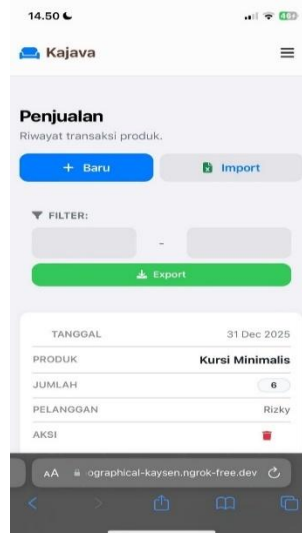 14.50
Kajava
Penjualan
Riwayat transaksi produk.
+ Baru
Import
FILTER:
-
Export
TANGGAL 31 Dec 2025
PRODUK Kursi Minimalis
JUMLAH 6
PELANGGAN Rizky
AKSI
AA ographical-kaysen.ngrok-free.dev